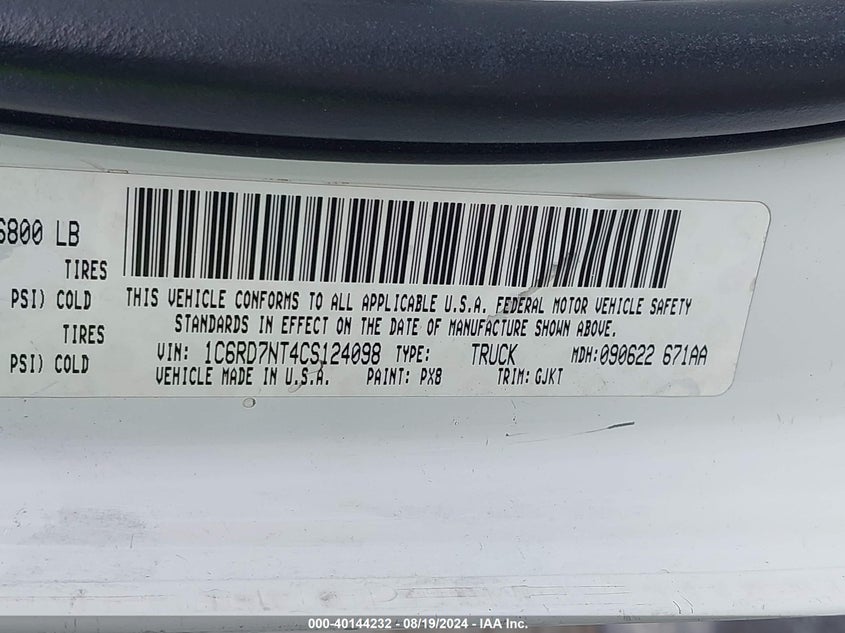 6800 LB
TIRES
PSI) COLD
TIRES
PSI) COLD
THIS VEHICLE CONFORMS TO ALL APPLICABLE U.S.A. FEDERAL MOTOR VEHICLE SAFETY
STANDARDS IN EFFECT ON THE DATE OF MANUFACTURE SHOWN ABOVE.
VIN: 1C6RD7NT4CS124098 TYPE: TRUCK MDH: 090622 671AA
VEHICLE MADE IN U.S.A. PAINT: PX8 TRIM: GJKT
000-40144232 - 08/19/2024 - IAA Inc.